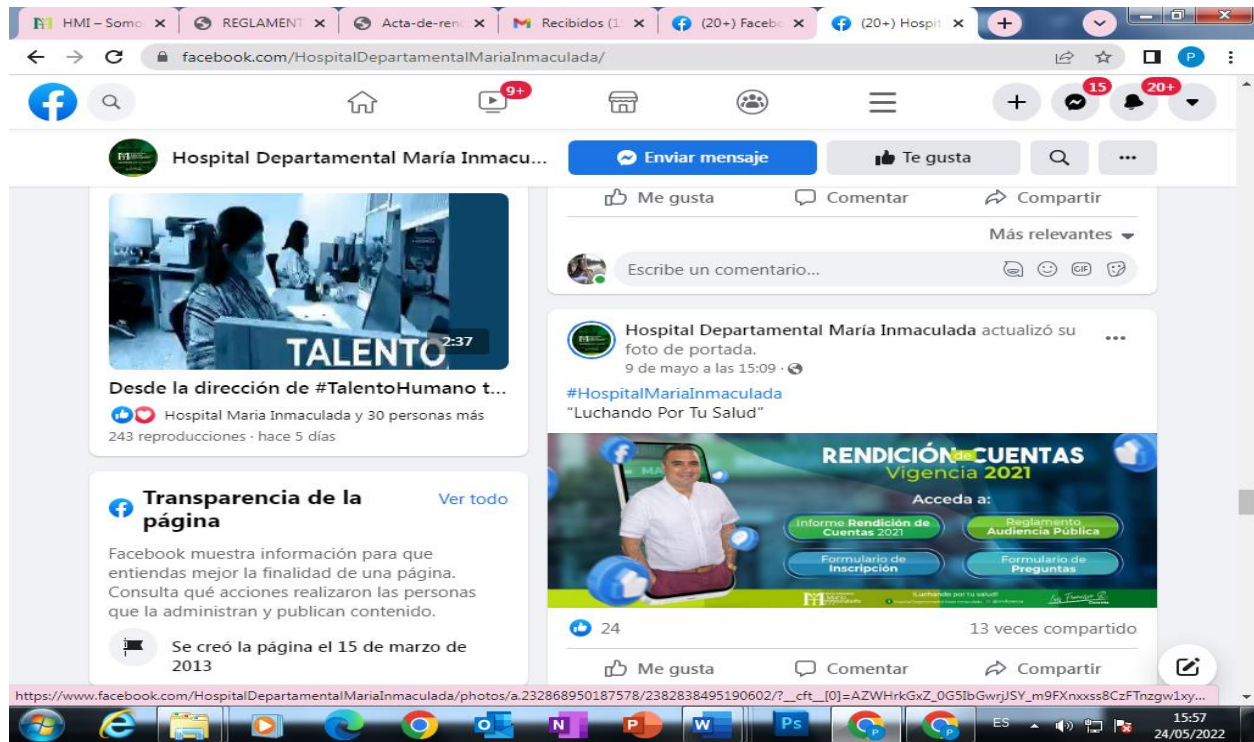 HMI – Somo
REGLAMENT
Acta-de-ren
Recibidos (1
(20+) Facebo
(20+) Hospit
facebook.com/HospitalDepartamentalMariaInmaculada/
P
9+
15
20+
Hospital Departamental María Inmacu...
Enviar mensaje
Te gusta
TALENTO
2:37
Desde la dirección de #TalentoHumano t...
Hospital Maria Inmaculada y 30 personas más
243 reproducciones · hace 5 días
Transparencia de la
página
Ver todo
Facebook muestra información para que
entiendas mejor la finalidad de una página.
Consulta qué acciones realizaron las personas
que la administran y publican contenido.
Se creó la página el 15 de marzo de
2013
Me gusta
Comentar
Compartir
Más relevantes
Escribe un comentario...
GIF
Hospital Departamental María Inmaculada actualizó su
foto de portada.
9 de mayo a las 15:09 ·
#HospitalMariaInmaculada
"Luchando Por Tu Salud"
RENDICIÓN de CUENTAS
Vigencia 2021
Acceda a:
Informe Rendición de
Cuentas 2021
Reglamento
Audiencia Pública
Formulario de
Inscripción
Formulario de
Preguntas
24
13 veces compartido
Me gusta
Comentar
Compartir
https://www.facebook.com/HospitalDepartamentalMariaInmaculada/photos/a.232868950187578/2382838495190602/?__cft__[0]=AZWHrkGxZ_0G5IbGwrjJSY_m9FXnxxss8CzFTnzgw1xy...
ES
15:57
24/05/2022